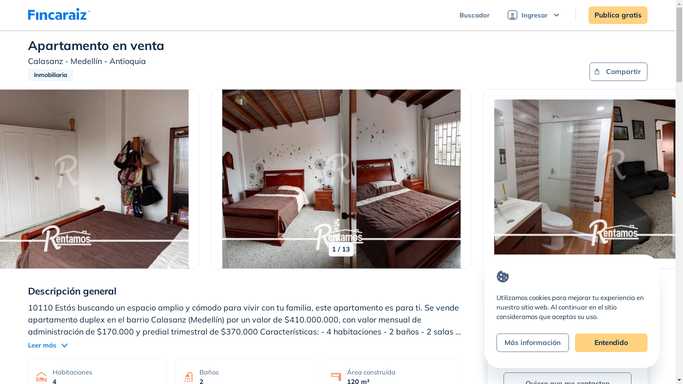 Fincaraiz
Buscador
Ingresar
Publica gratis
Apartamento en venta
Calasanz - Medellín - Antioquia
Inmobiliaria
Compartir
Rentamos
Rentamos
Rentamos
1 / 13
Descripción general
10110 Estás buscando un espacio amplio y cómodo para vivir con tu familia, este apartamento es para ti. Se vende
apartamento duplex en el barrio Calasanz (Medellín) por un valor de $410.000.000, con valor mensual de
administración de $170.000 y predial trimestral de $370.000 Características: - 4 habitaciones - 2 baños - 2 salas ...
Leer más
Habitaciones
4
Baños
2
Área construida
120 m²
Utilizamos cookies para mejorar tu experiencia en
nuestro sitio web. Al continuar en el sitio
consideramos que aceptas su uso.
Más información
Entendido
Quiero que me contacten